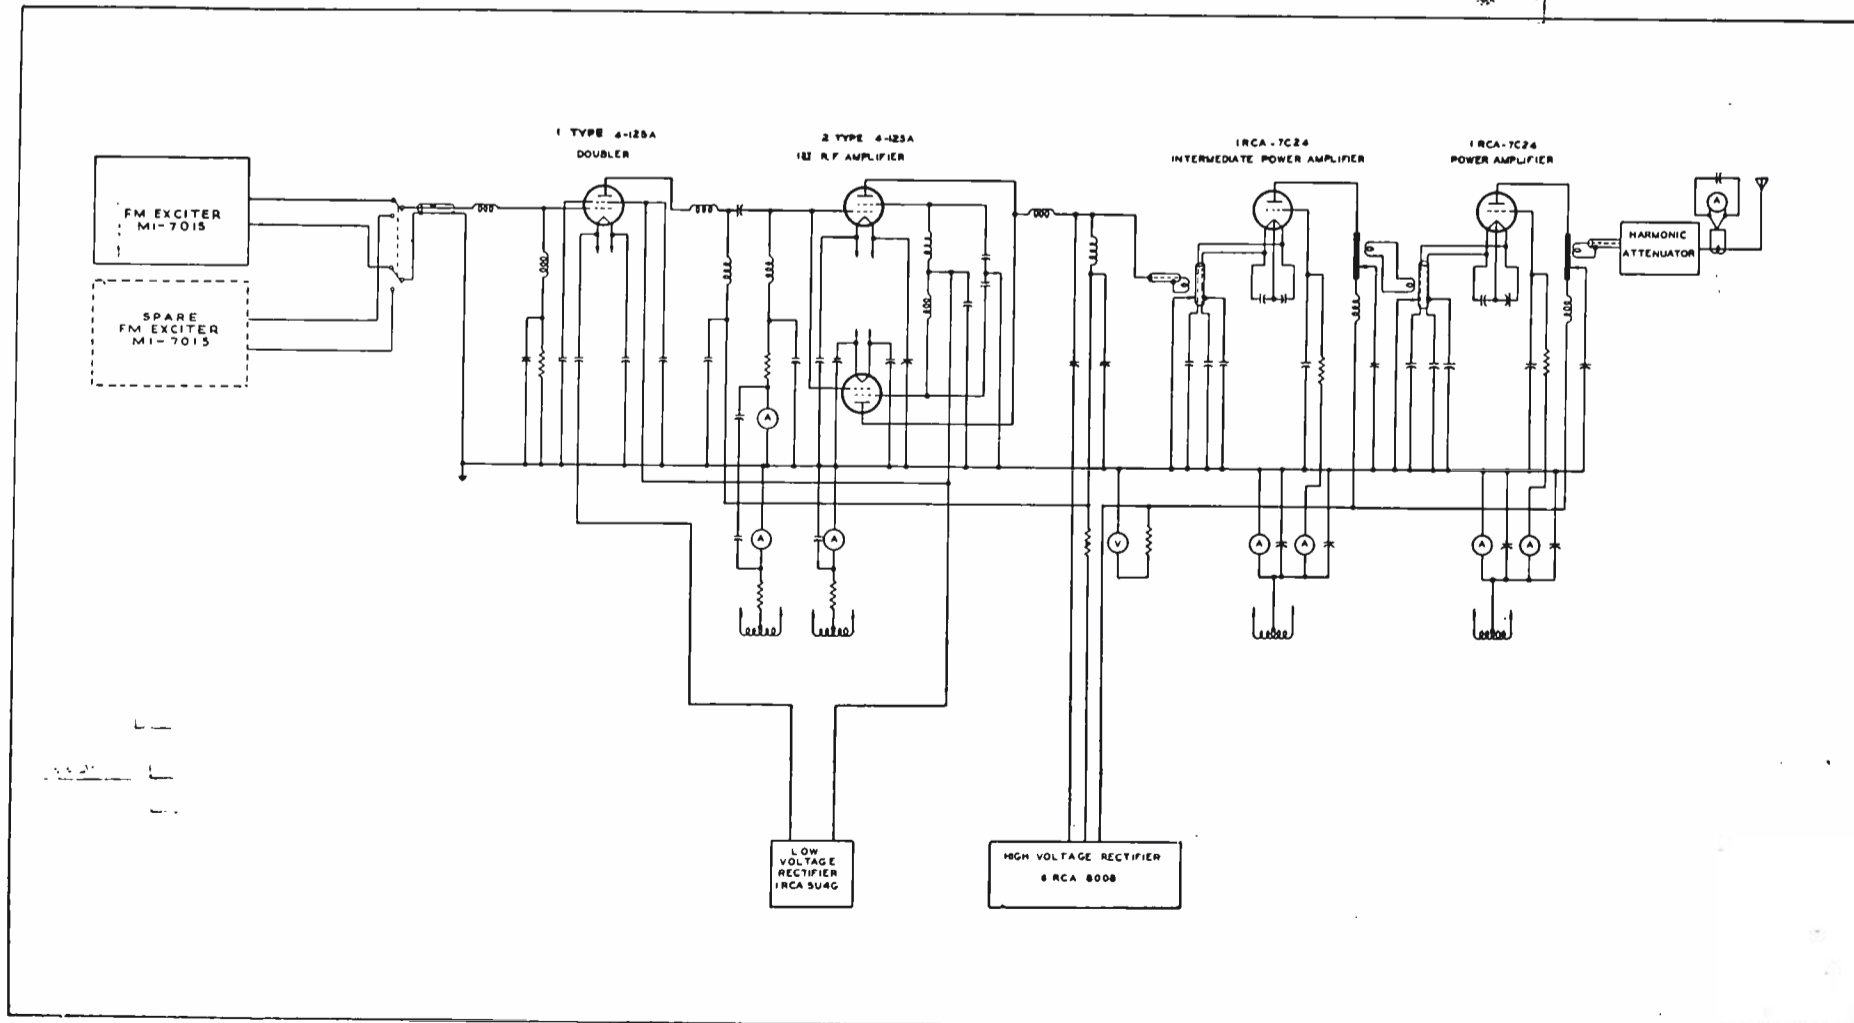 1 TYPE 4-125A
DOUBLER
2 TYPE 4-125A
1ST R.F AMPLIFIER
1 RCA-7C24
INTERMEDIATE POWER AMPLIFIER
1 RCA-7C24
POWER AMPLIFIER
FM EXCITER
MI-7015
SPARE
FM EXCITER
MI-7015
HARMONIC
ATTENUATOR
A
A
A
A
V
A
A
A
A
LOW
VOLTAGE
RECTIFIER
1 RCA 5U4G
HIGH VOLTAGE RECTIFIER
6 RCA 8008